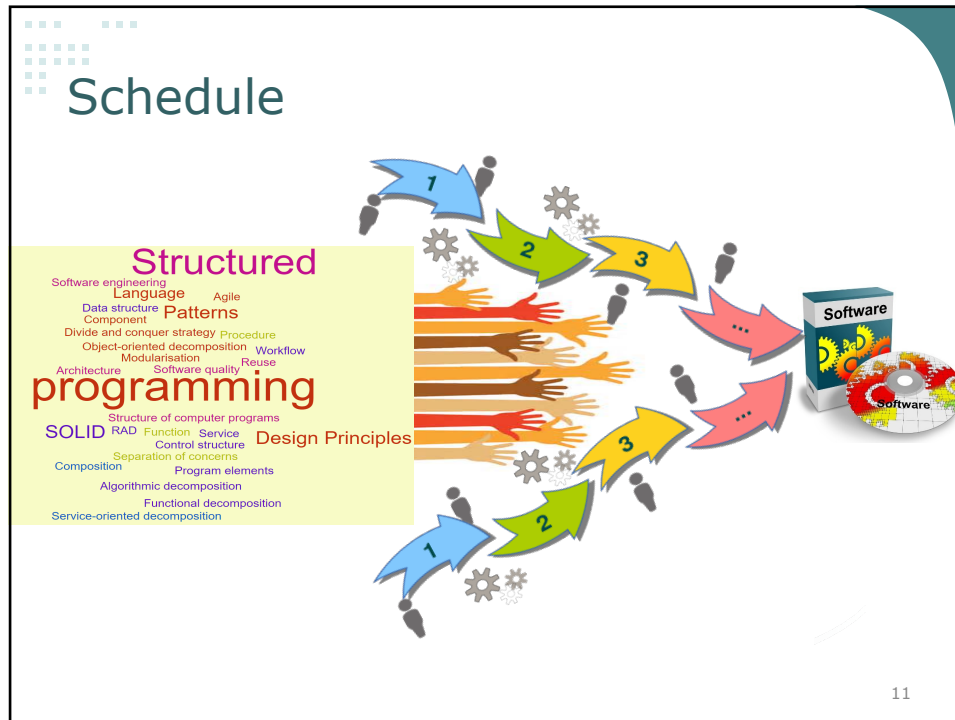 Schedule
Structured
Software engineering
Language
Agile
Data structure
Patterns
Component
Divide and conquer strategy
Procedure
Object-oriented decomposition
Workflow
Modularisation
Reuse
Architecture
Software quality
programming
Structure of computer programs
SOLID
RAD
Function
Service
Design Principles
Control structure
Separation of concerns
Composition
Program elements
Algorithmic decomposition
Functional decomposition
Service-oriented decomposition
1
2
3
...
1
2
3
...
Software
Software
11